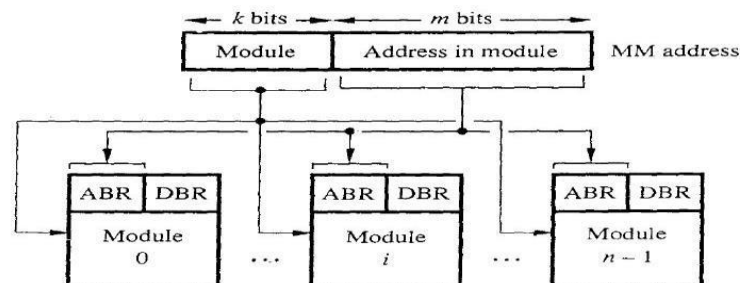 k bits m bits
Module Address in module MM address
ABR DBR ABR DBR ABR DBR
Module Module Module
0 ... i ... n − 1